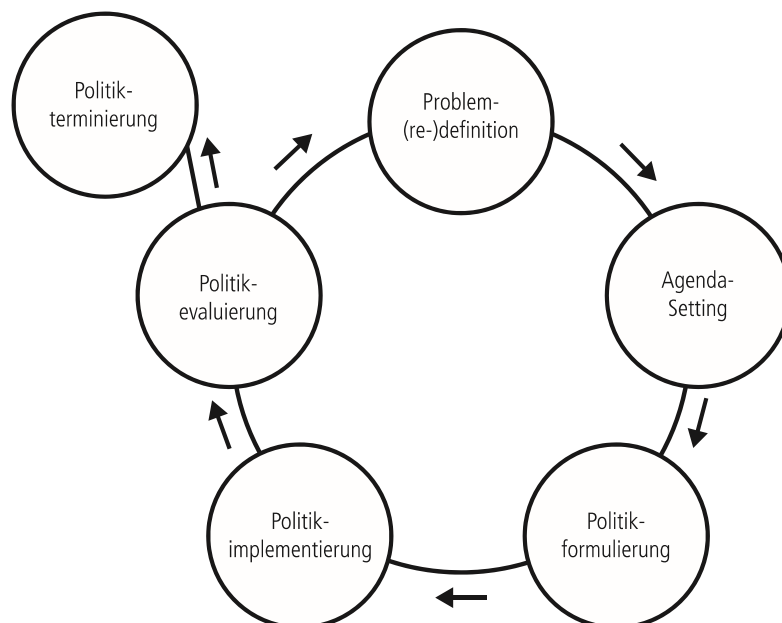 Politik-
terminierung
Problem-
(re-)definition
Agenda-
Setting
Politik-
formulierung
Politik-
implementierung
Politik-
evaluierung